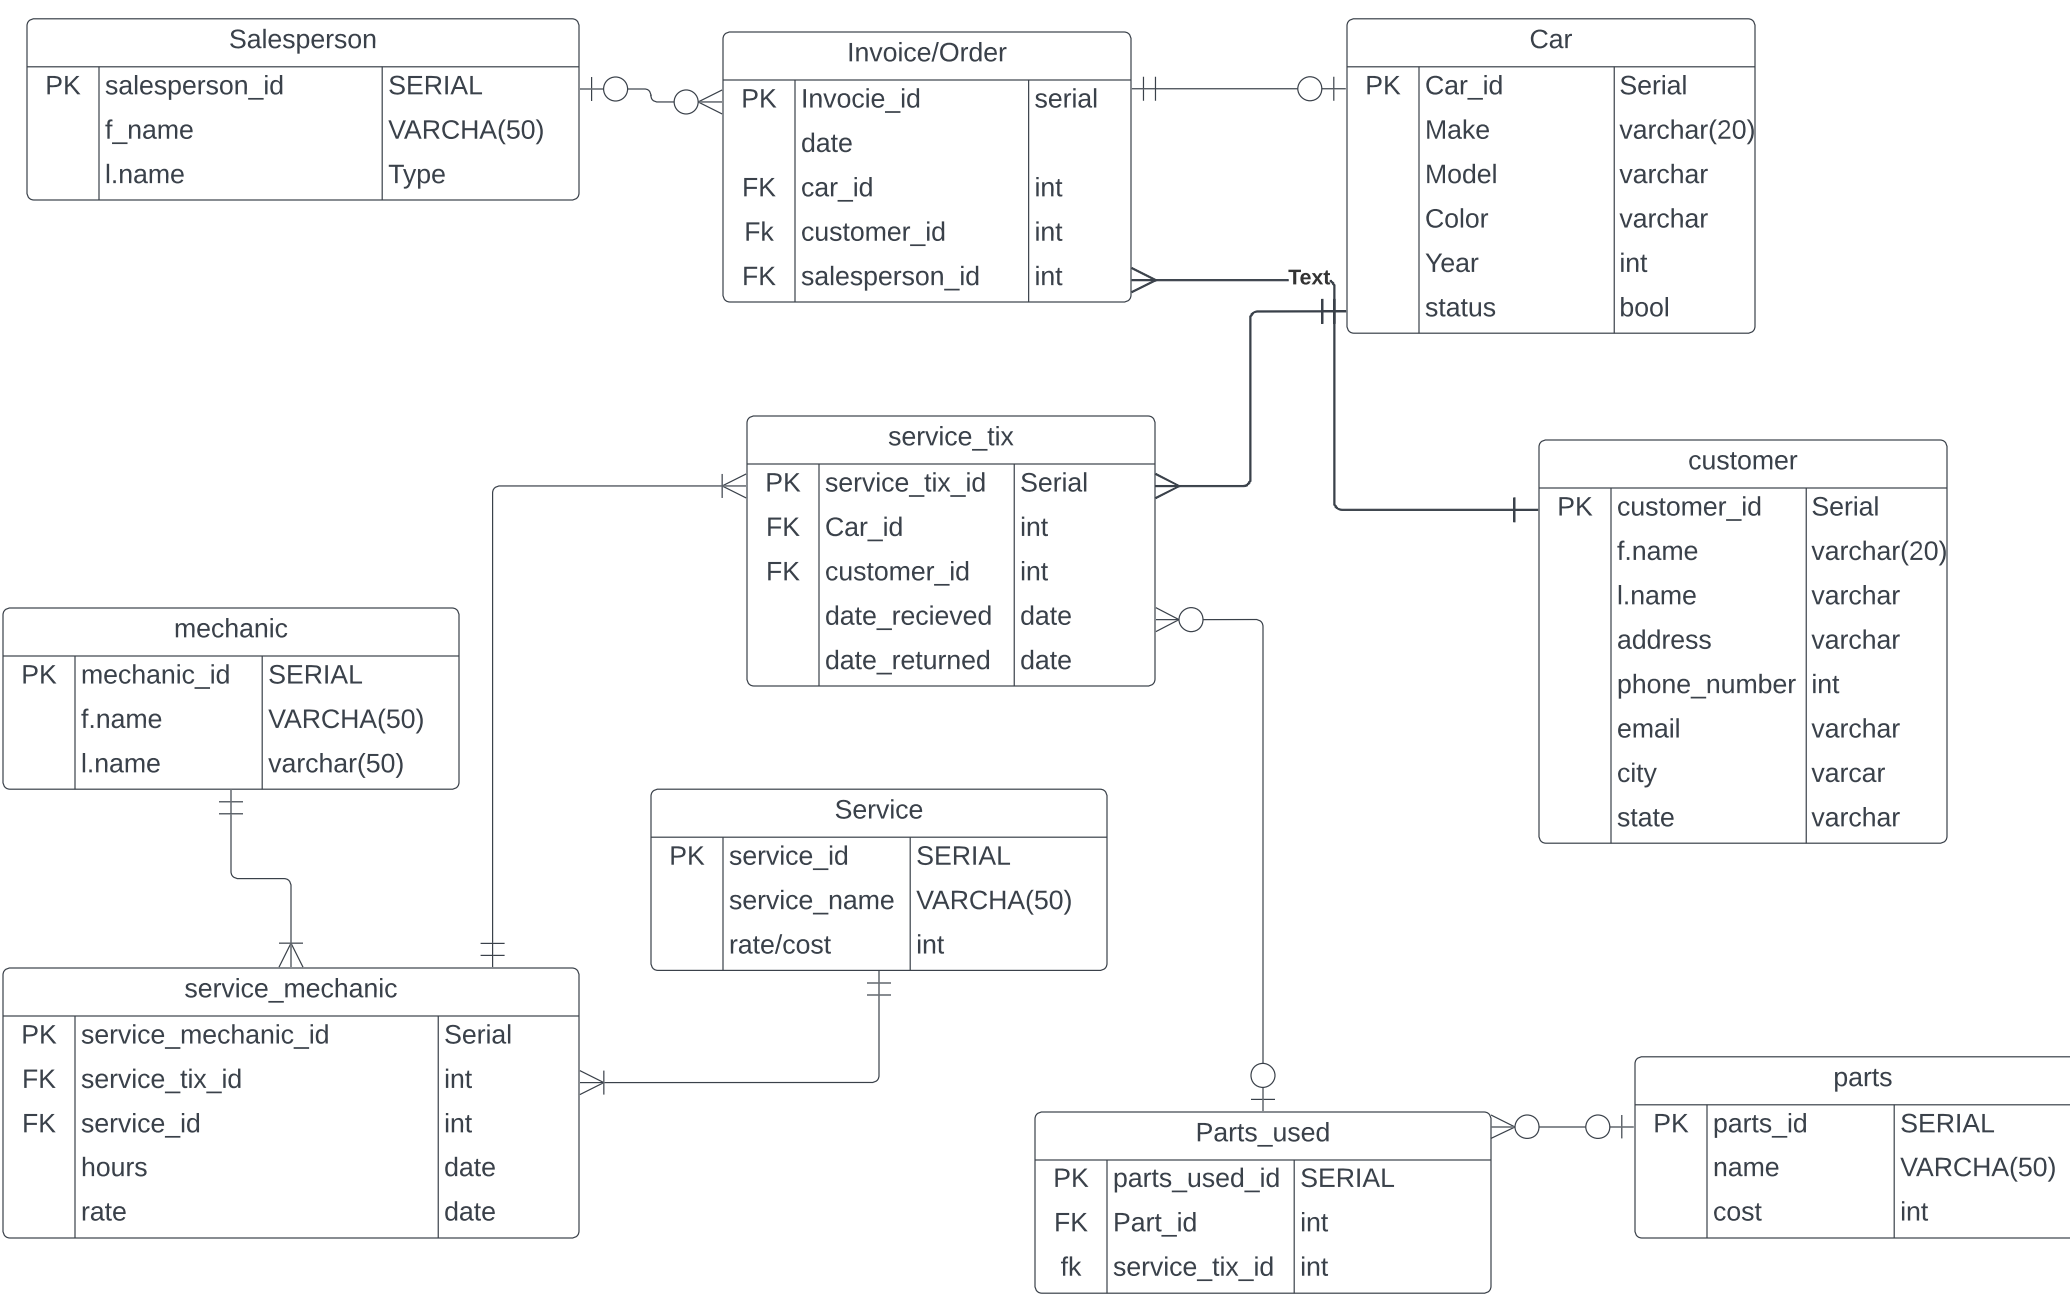 Salesperson
PK salesperson_id SERIAL
f_name VARCHA(50)
l.name Type
Invoice/Order
PK Invocie_id serial
date
FK car_id int
Fk customer_id int
FK salesperson_id int
Car
PK Car_id Serial
Make varchar(20)
Model varchar
Color varchar
Year int
status bool
Text
service_tix
PK service_tix_id Serial
FK Car_id int
FK customer_id int
date_recieved date
date_returned date
customer
PK customer_id Serial
f.name varchar(20)
l.name varchar
address varchar
phone_number int
email varchar
city varcar
state varchar
mechanic
PK mechanic_id SERIAL
f.name VARCHA(50)
l.name varchar(50)
Service
PK service_id SERIAL
service_name VARCHA(50)
rate/cost int
service_mechanic
PK service_mechanic_id Serial
FK service_tix_id int
FK service_id int
hours date
rate date
Parts_used
PK parts_used_id SERIAL
FK Part_id int
fk service_tix_id int
parts
PK parts_id SERIAL
name VARCHA(50)
cost int